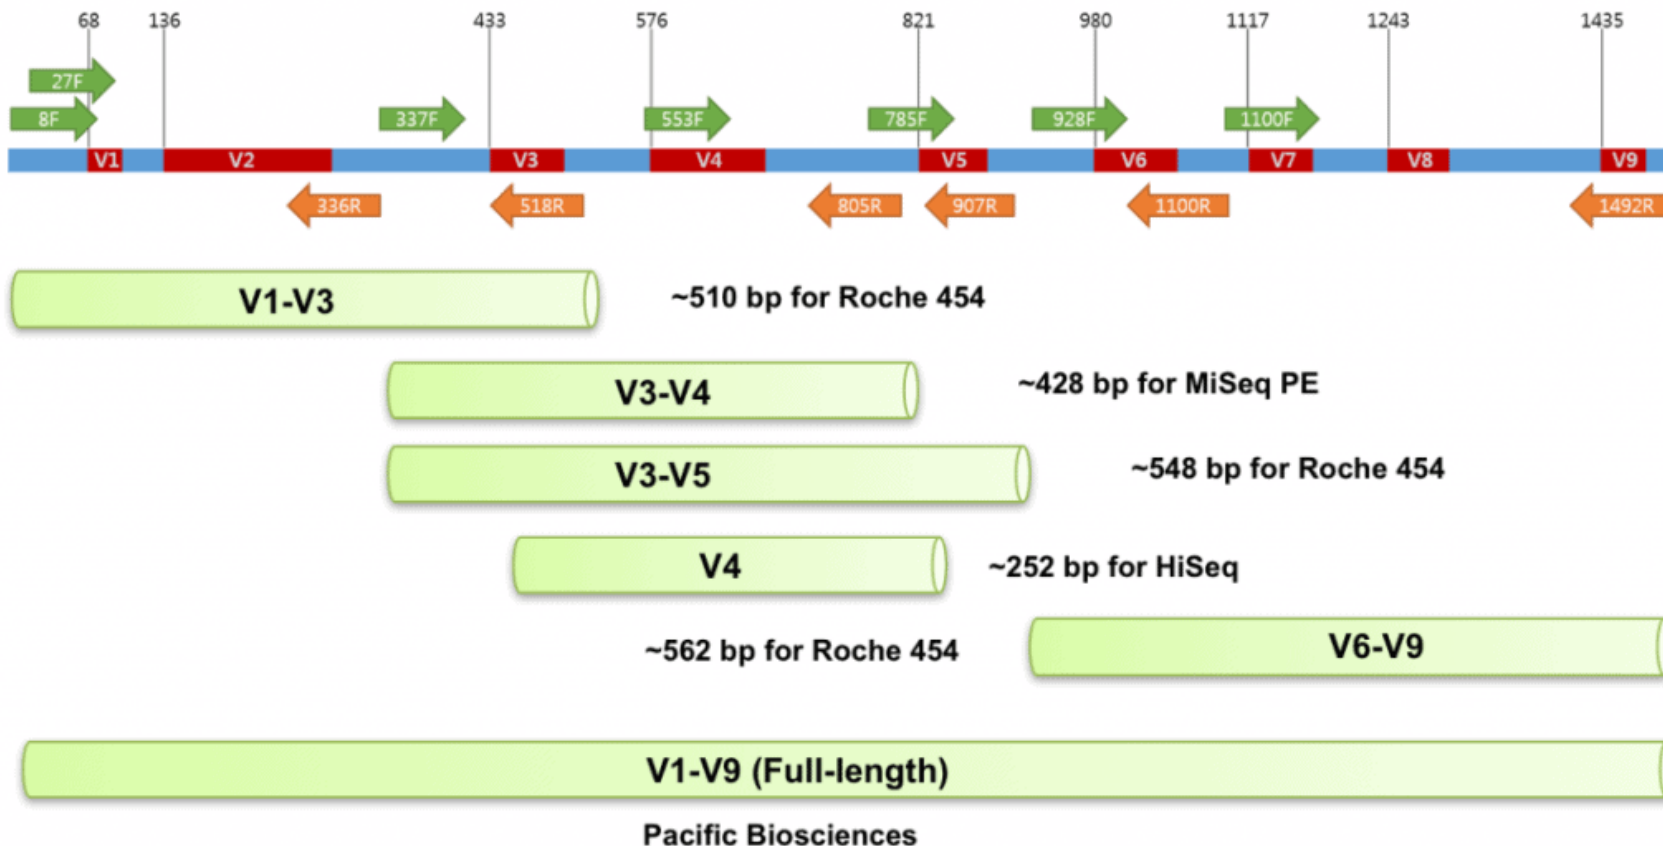 68 136 433 576 821 980 1117 1243 1435
27F
8F 337F 553F 785F 928F 1100F
V1 V2 V3 V4 V5 V6 V7 V8 V9
336R 518R 805R 907R 1100R 1492R
V1-V3 ~510 bp for Roche 454
V3-V4 ~428 bp for MiSeq PE
V3-V5 ~548 bp for Roche 454
V4 ~252 bp for HiSeq
~562 bp for Roche 454 V6-V9
V1-V9 (Full-length)
Pacific Biosciences